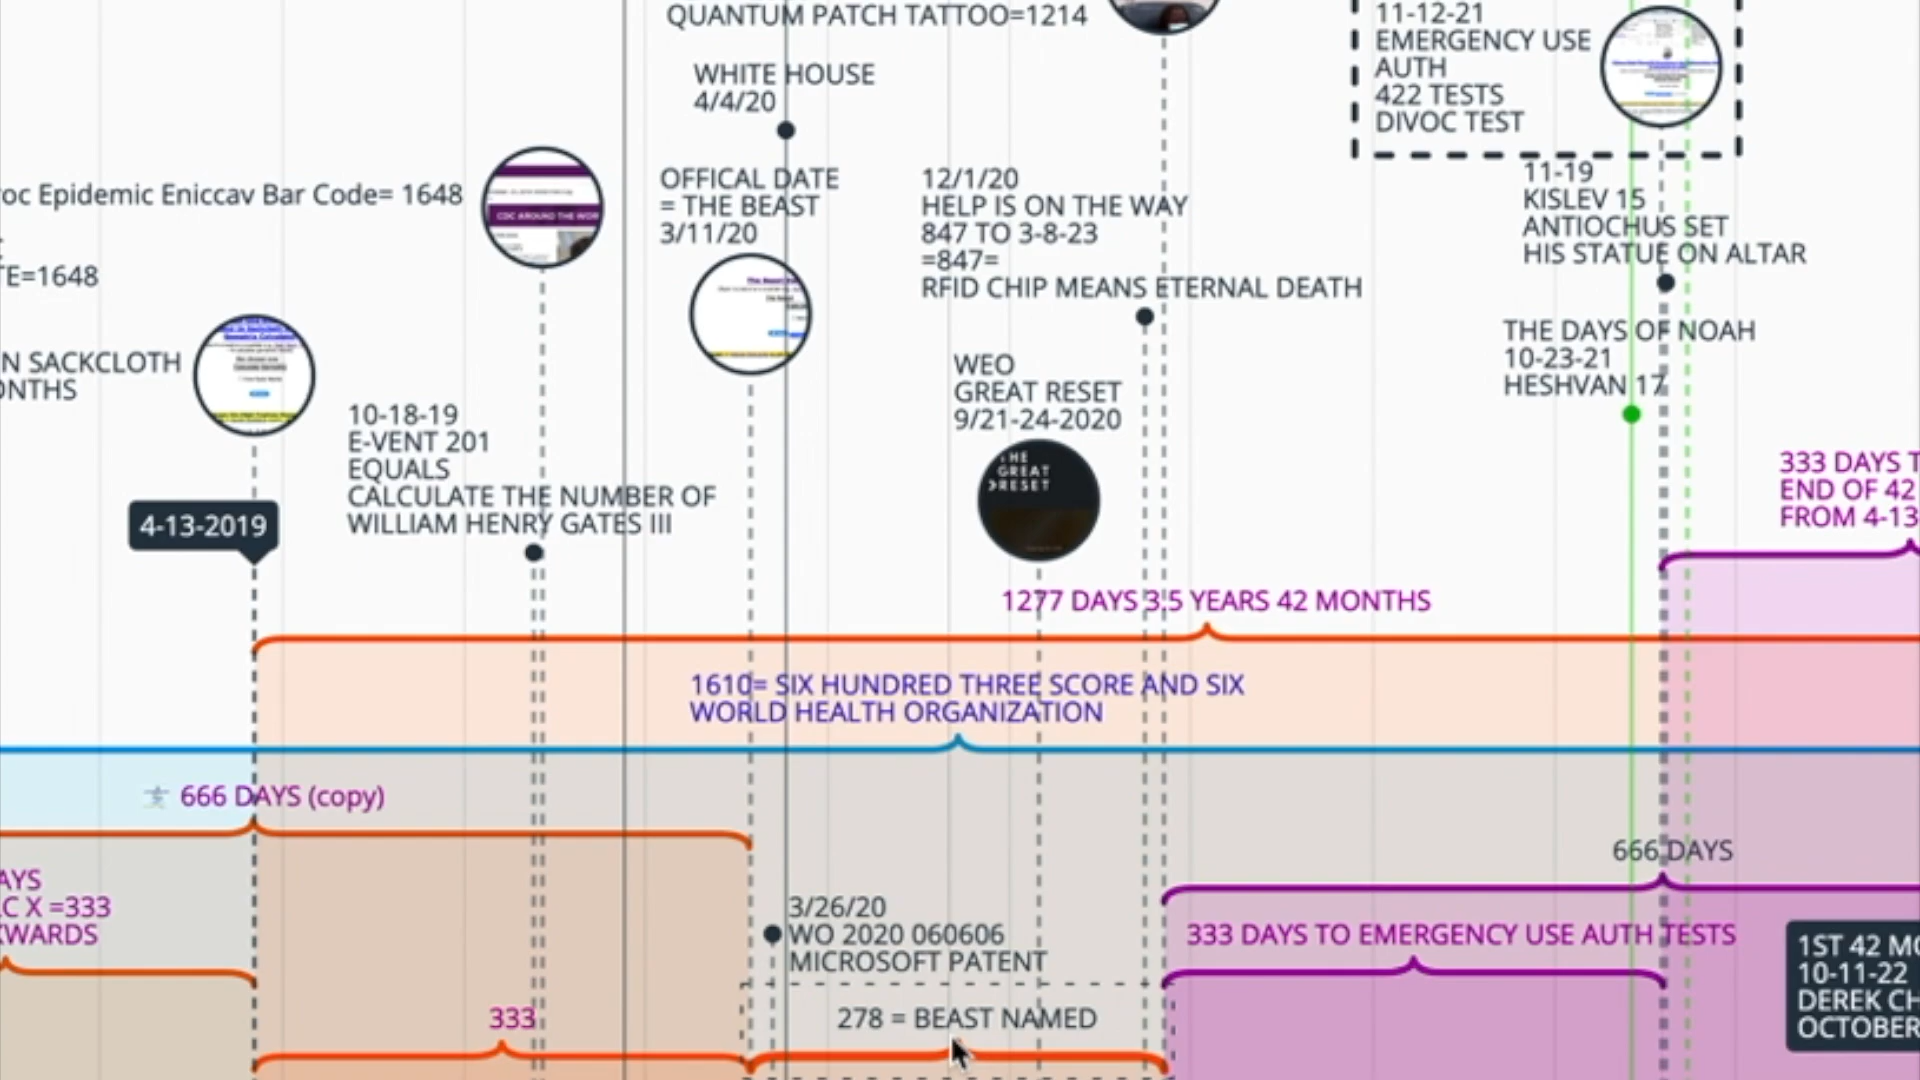 QUANTUM PATCH TATTOO=1214
11-12-21
EMERGENCY USE
AUTH
422 TESTS
DIVOC TEST
WHITE HOUSE
4/4/20
oc Epidemic Eniccav Bar Code= 1648
CDC AROUND THE WOR
TE=1648
OFFICAL DATE
= THE BEAST
3/11/20
12/1/20
HELP IS ON THE WAY
847 TO 3-8-23
=847=
RFID CHIP MEANS ETERNAL DEATH
11-19
KISLEV 15
ANTIOCHUS SET
HIS STATUE ON ALTAR
THE DAYS OF NOAH
10-23-21
HESHVAN 17
N SACKCLOTH
ONTHS
WEO
GREAT RESET
9/21-24-2020
HE
GREAT
RESET
10-18-19
E-VENT 201
EQUALS
CALCULATE THE NUMBER OF
WILLIAM HENRY GATES III
4-13-2019
333 DAYS T
END OF 42
FROM 4-13
1277 DAYS 3.5 YEARS 42 MONTHS
1610= SIX HUNDRED THREE SCORE AND SIX
WORLD HEALTH ORGANIZATION
666 DAYS (copy)
666 DAYS
AYS
C X =333
KWARDS
3/26/20
WO 2020 060606
MICROSOFT PATENT
333 DAYS TO EMERGENCY USE AUTH TESTS
1ST 42 MO
10-11-22
DEREK CH
OCTOBER
333
278 = BEAST NAMED